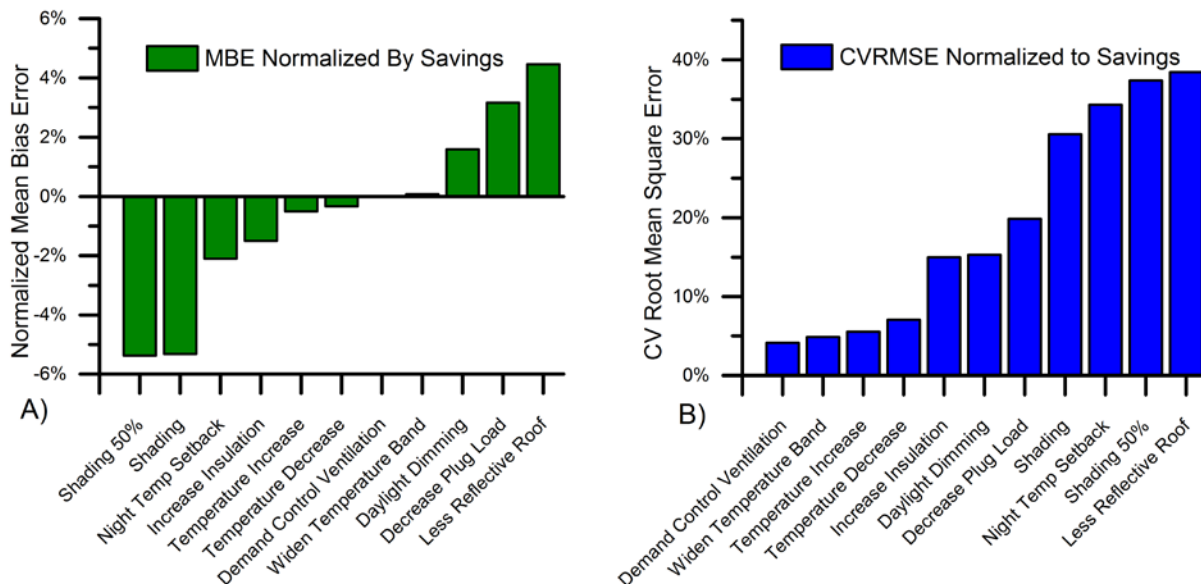 6%
4%
2%
0%
-2%
-4%
-6%
Normalized Mean Bias Error
MBE Normalized By Savings
A)
Shading 50%
Shading
Night Temp Setback
Increase Insulation
Temperature Increase
Temperature Decrease
Demand Control Ventilation
Widen Temperature Band
Daylight Dimming
Decrease Plug Load
Less Reflective Roof
40%
30%
20%
10%
0%
CV Root Mean Square Error
CVRMSE Normalized to Savings
B)
Demand Control Ventilation
Widen Temperature Band
Temperature Increase
Temperature Decrease
Increase Insulation
Daylight Dimming
Decrease Plug Load
Shading
Night Temp Setback
Shading 50%
Less Reflective Roof